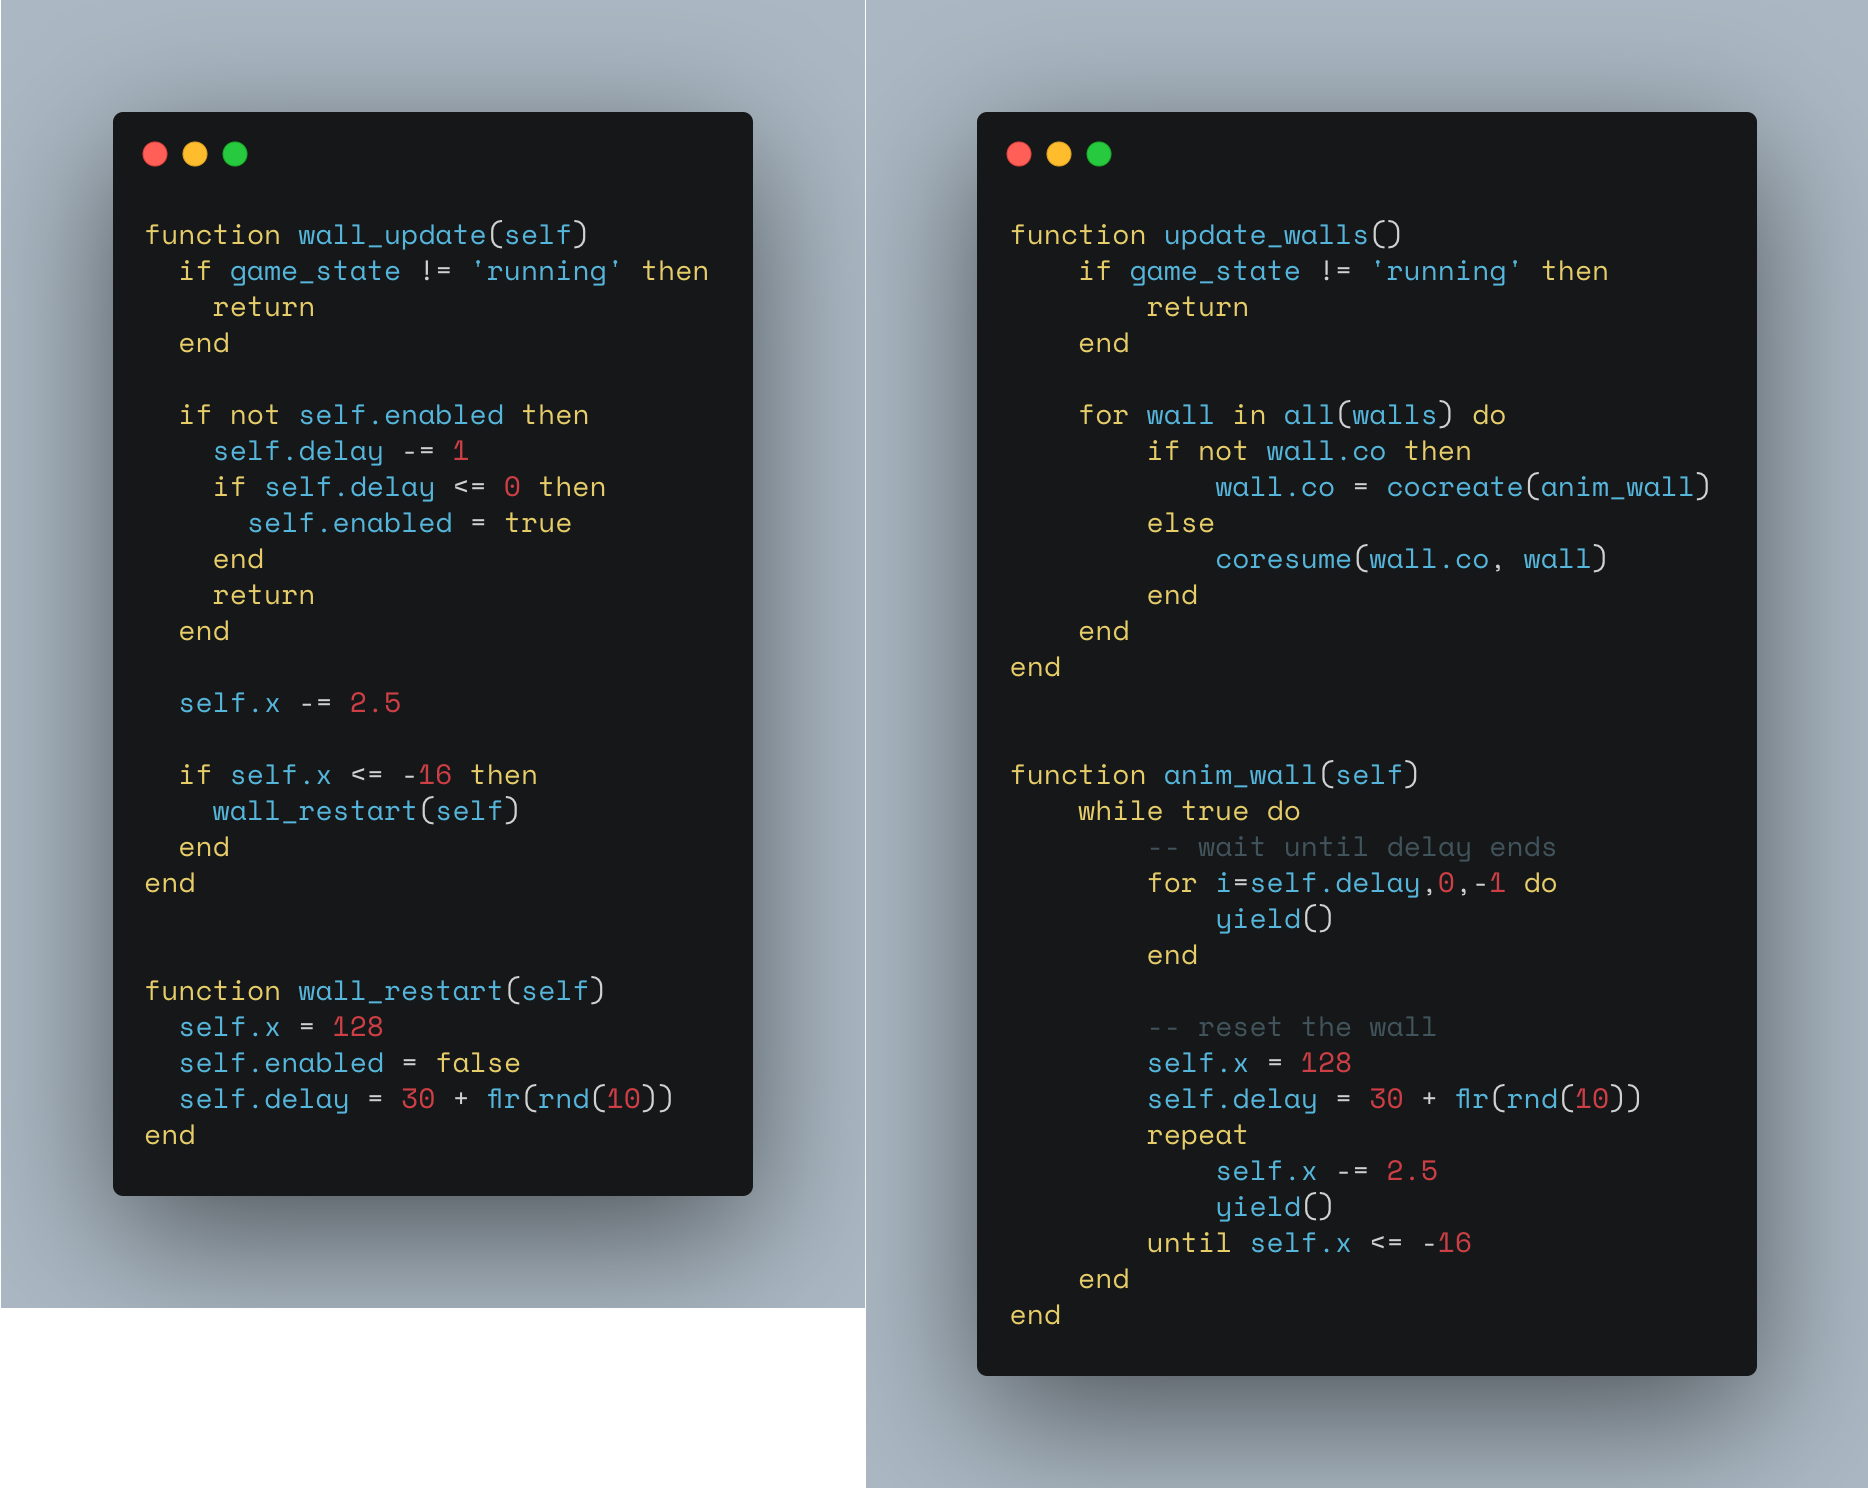 function wall_update(self)
  if game_state != 'running' then
    return
  end

  if not self.enabled then
    self.delay -= 1
    if self.delay <= 0 then
      self.enabled = true
    end
    return
  end

  self.x -= 2.5

  if self.x <= -16 then
    wall_restart(self)
  end
end


function wall_restart(self)
  self.x = 128
  self.enabled = false
  self.delay = 30 + flr(rnd(10))
end

function update_walls()
    if game_state != 'running' then
        return
    end

    for wall in all(walls) do
        if not wall.co then
            wall.co = cocreate(anim_wall)
        else
            coresume(wall.co, wall)
        end
    end
end


function anim_wall(self)
    while true do
        -- wait until delay ends
        for i=self.delay,0,-1 do
            yield()
        end

        -- reset the wall
        self.x = 128
        self.delay = 30 + flr(rnd(10))
        repeat
            self.x -= 2.5
            yield()
        until self.x <= -16
    end
end